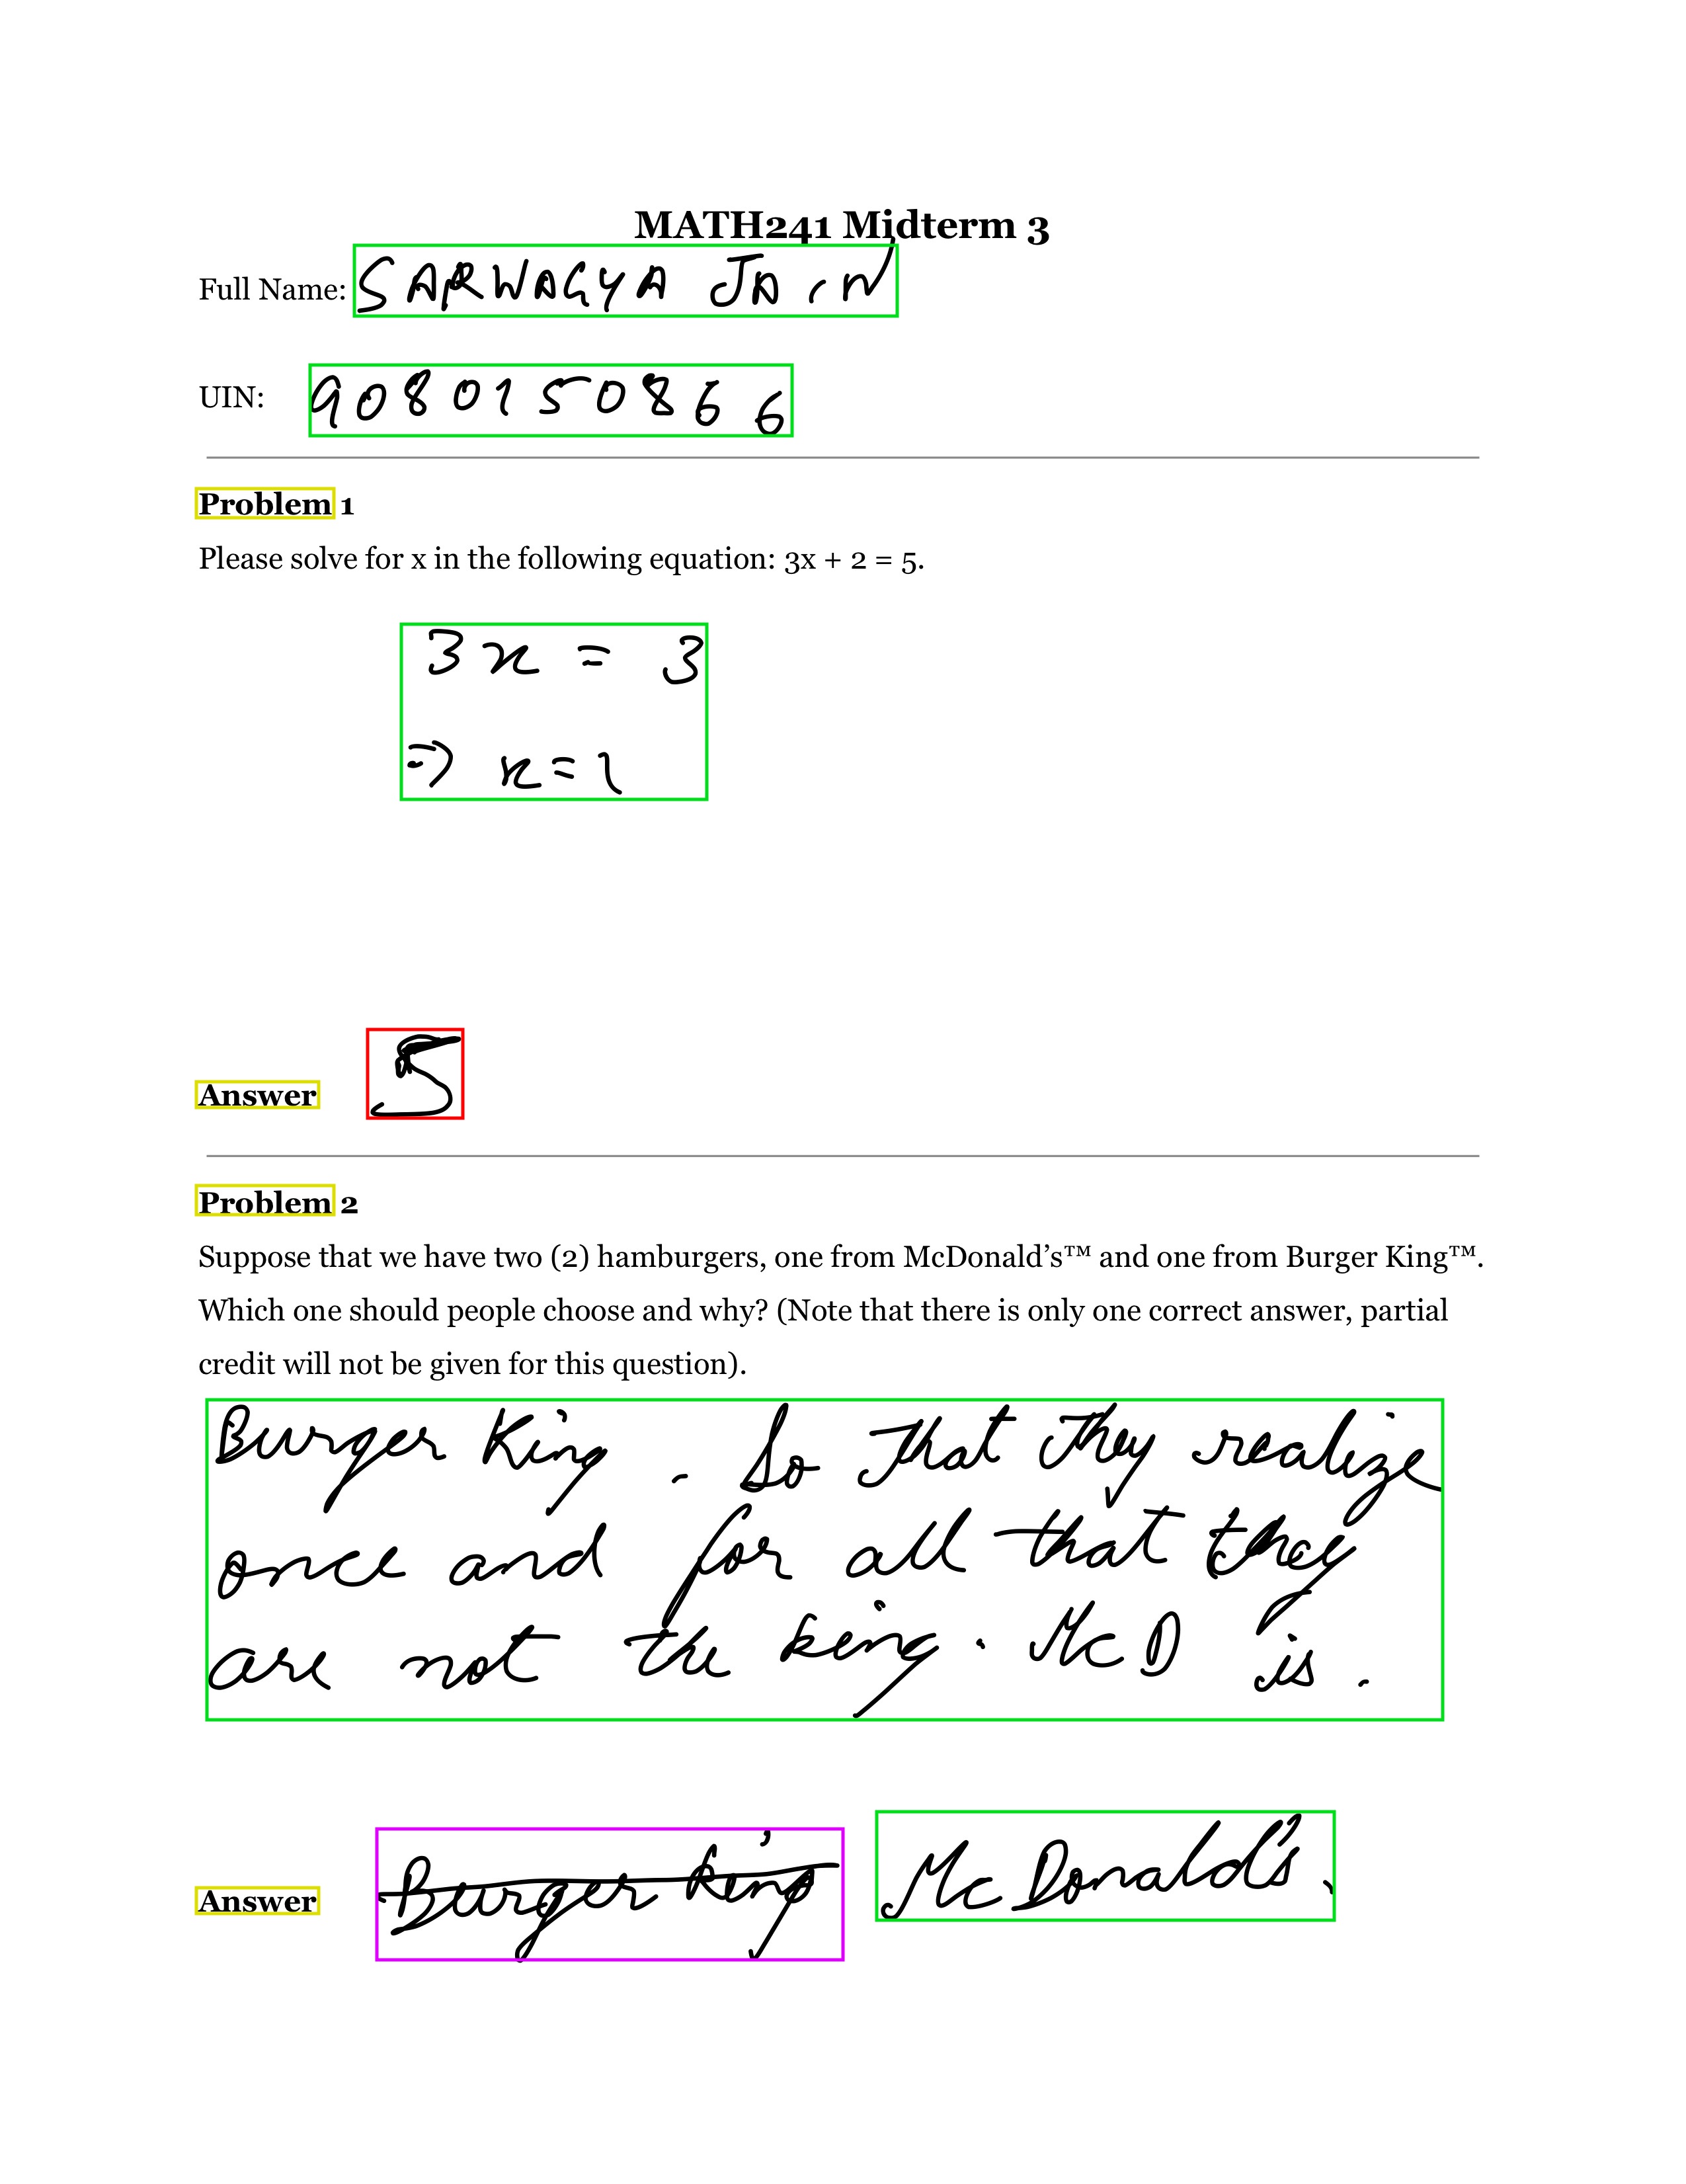 MATH241 Midterm 3
Full Name: SARWAGYA JAIN
UIN: 9080150866
Problem 1
Please solve for x in the following equation: 3x + 2 = 5.
3x = 3
⇒ x = 1
Answer 5
Problem 2
Suppose that we have two (2) hamburgers, one from McDonald’s™ and one from Burger King™.
Which one should people choose and why? (Note that there is only one correct answer, partial
credit will not be given for this question).
Burger King. So that they realize
once and for all that they
are not the king. McD is.
Answer Burger King McDonald's.